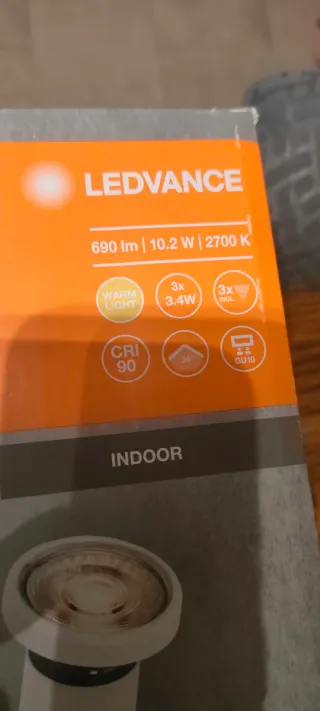 LEDVANCE
690 lm | 10.2 W | 2700 K
WARM
LIGHT
3x
3.4W
3x
INCL.
CRI
90
GU10
INDOOR